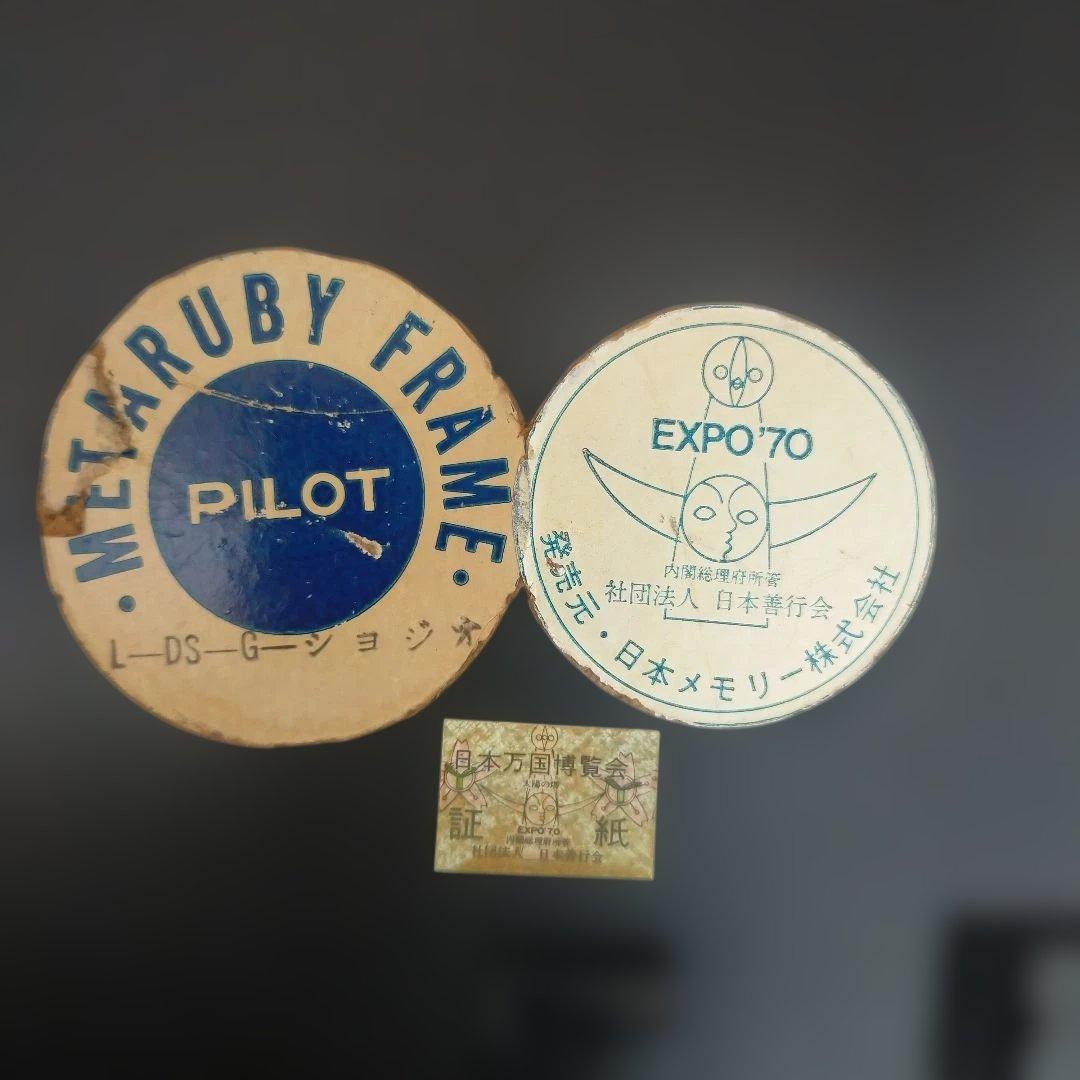 ・METARUBY FRAME・
PILOT
L—DS—G—ショジ
EXPO'70
内閣総理府所管
社団法人 日本善行会
発売元・日本メモリー株式会社
日本万国博覧会
太陽の塔
証 紙
EXPO'70
内閣総理府所管
社団法人 日本善行会